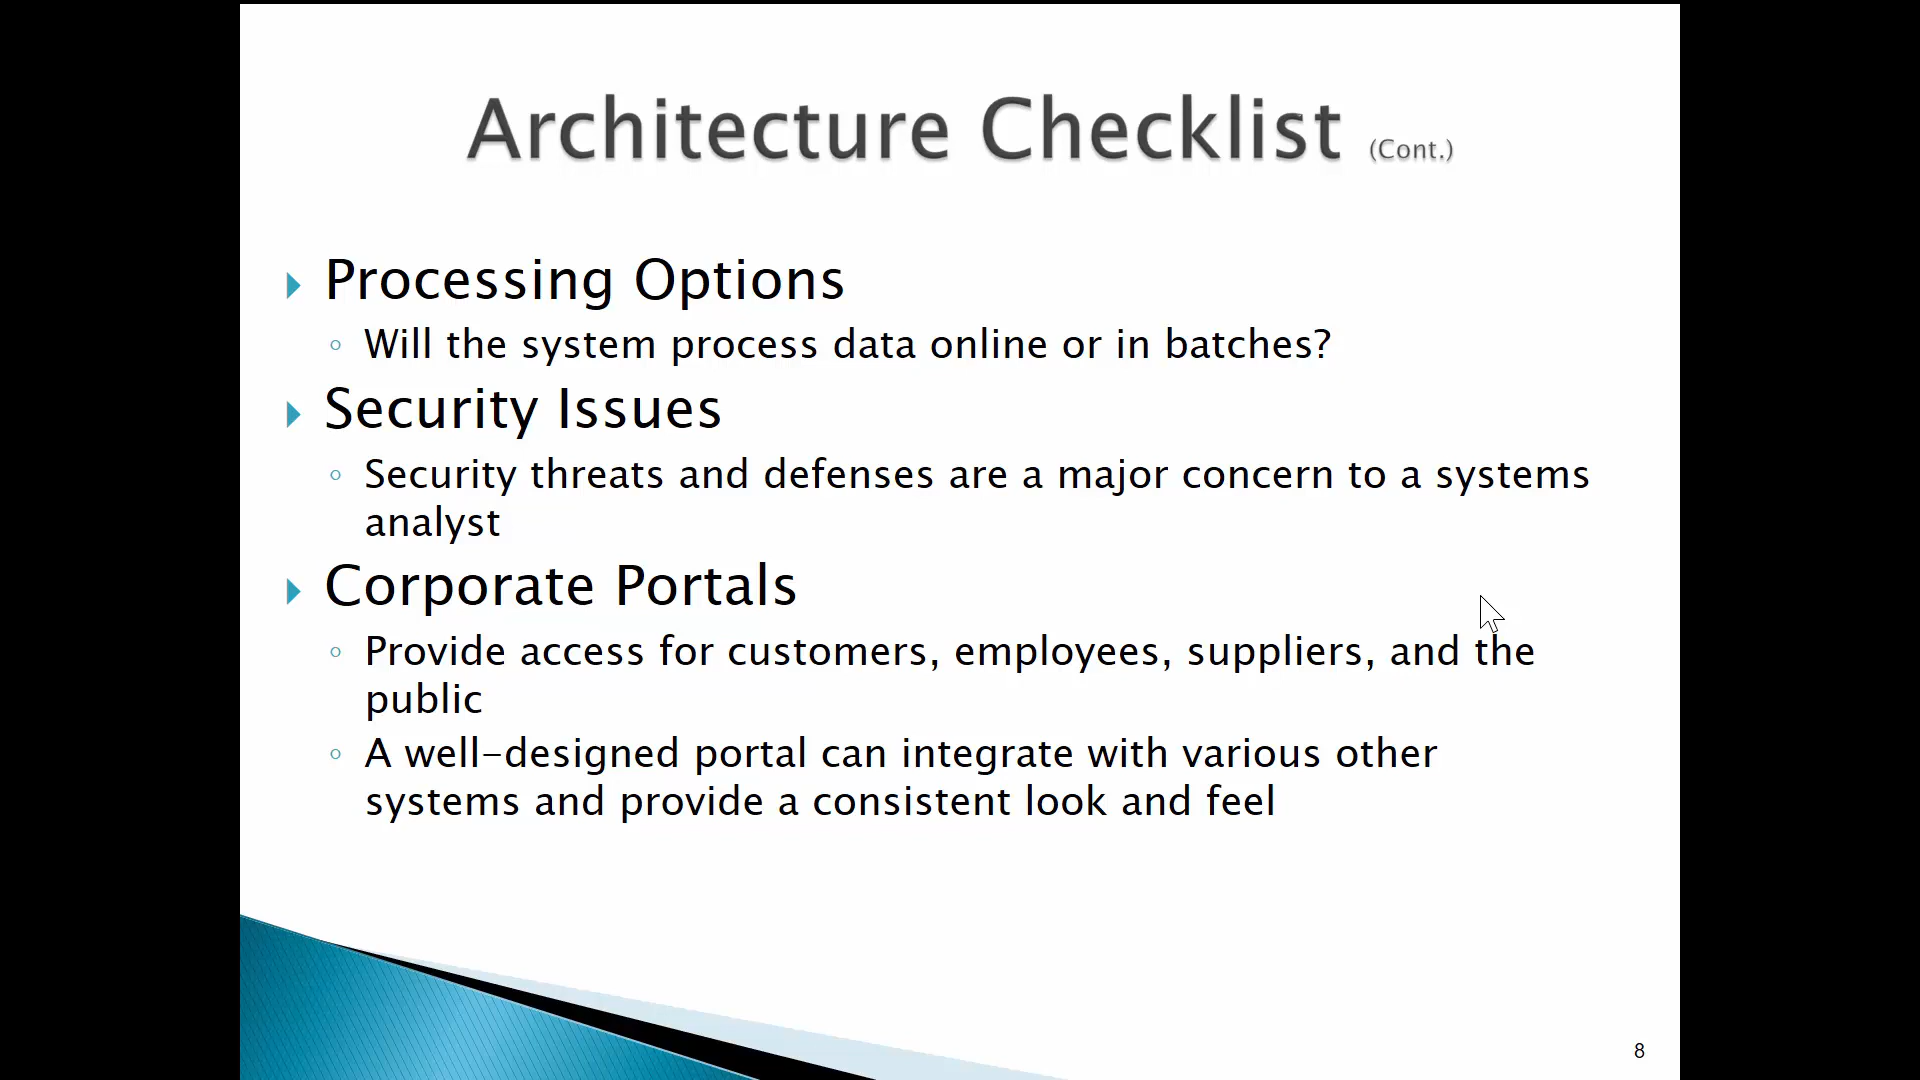 Architecture Checklist (Cont.)
Processing Options
Will the system process data online or in batches?
Security Issues
Security threats and defenses are a major concern to a systems
analyst
Corporate Portals
Provide access for customers, employees, suppliers, and the
public
A well-designed portal can integrate with various other
systems and provide a consistent look and feel
8